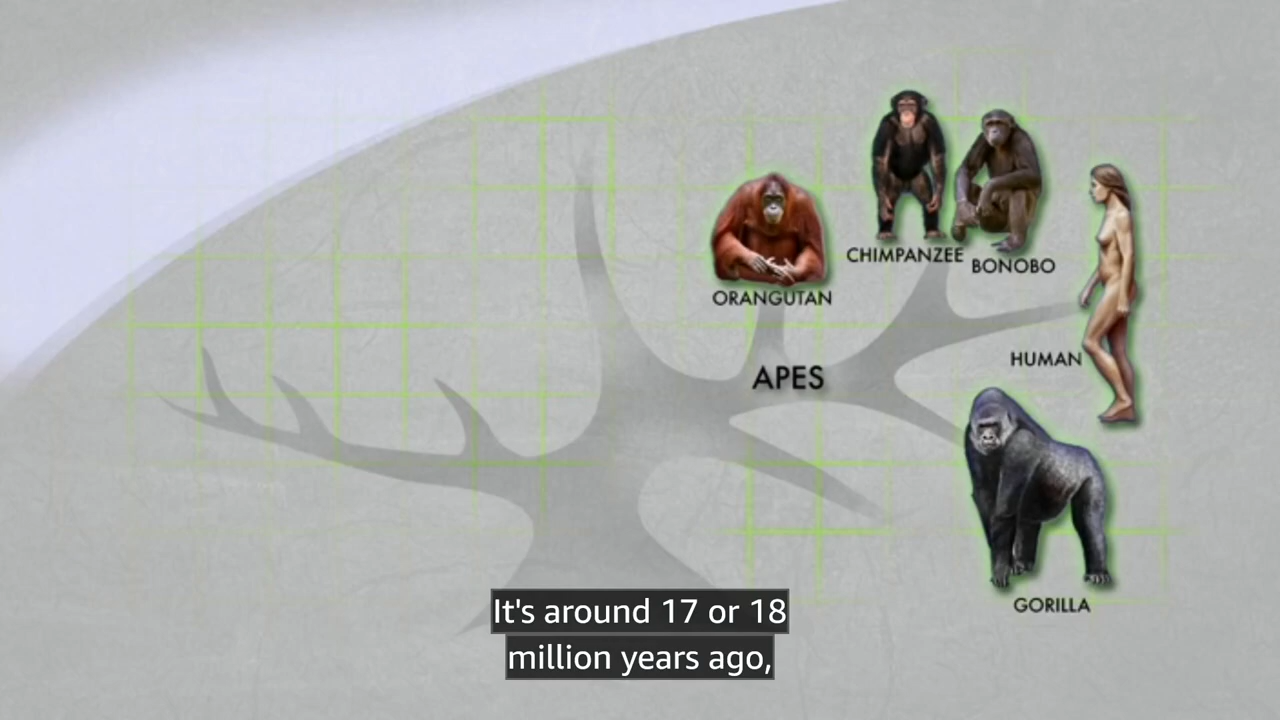 CHIMPANZEE
BONOBO
ORANGUTAN
HUMAN
APES
GORILLA
It's around 17 or 18
million years ago,